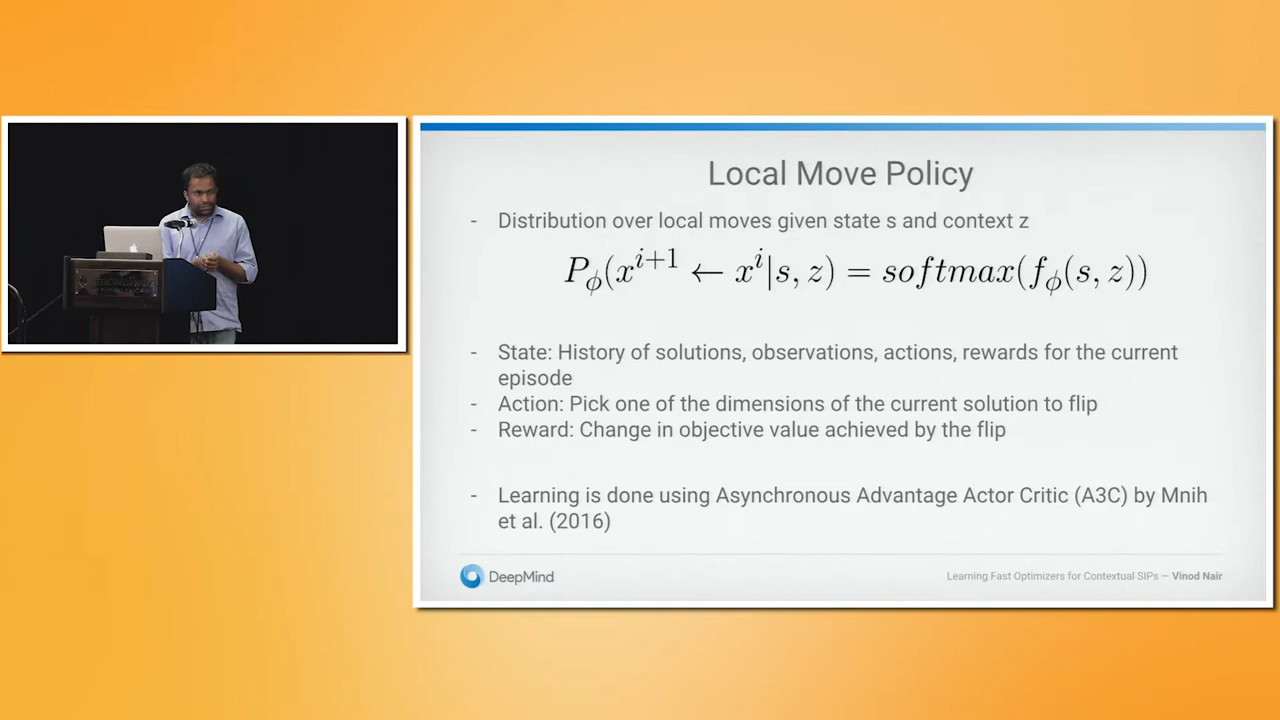 Local Move Policy
- Distribution over local moves given state s and context z
P_ϕ(x^{i+1} ← x^i|s, z) = softmax(f_ϕ(s, z))
- State: History of solutions, observations, actions, rewards for the current
episode
- Action: Pick one of the dimensions of the current solution to flip
- Reward: Change in objective value achieved by the flip
- Learning is done using Asynchronous Advantage Actor Critic (A3C) by Mnih
et al. (2016)
DeepMind
Learning Fast Optimizers for Contextual SIPs — Vinod Nair